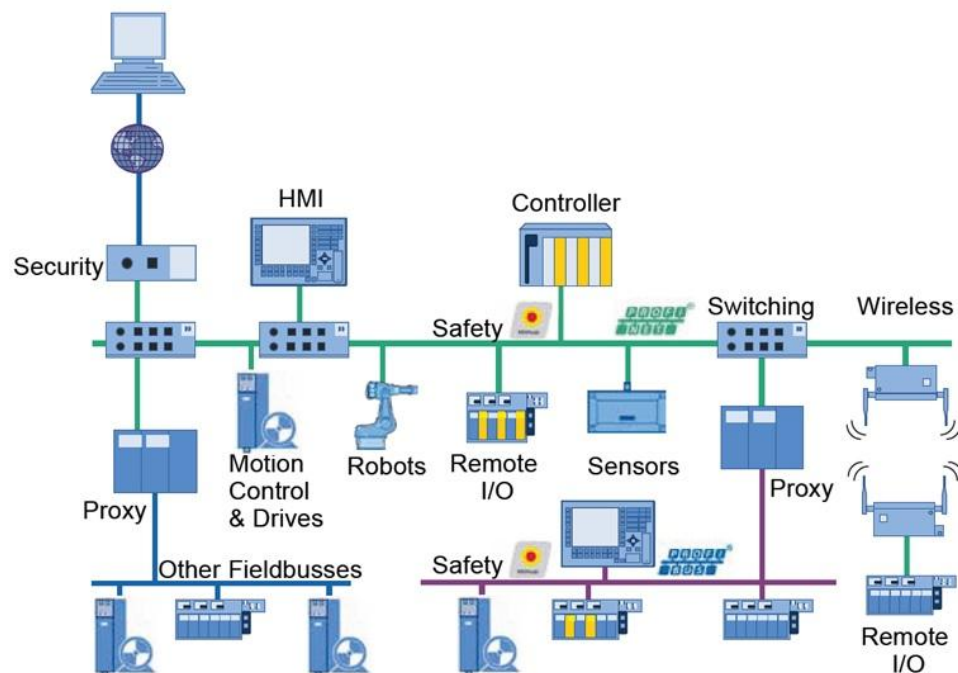 HMI
Controller
Security
Safety
PROFI
NET
Switching
Wireless
Motion
Control
& Drives
Robots
Remote
I/O
Sensors
Proxy
Proxy
Other Fieldbusses
Safety
PROFI
BUS
Remote
I/O